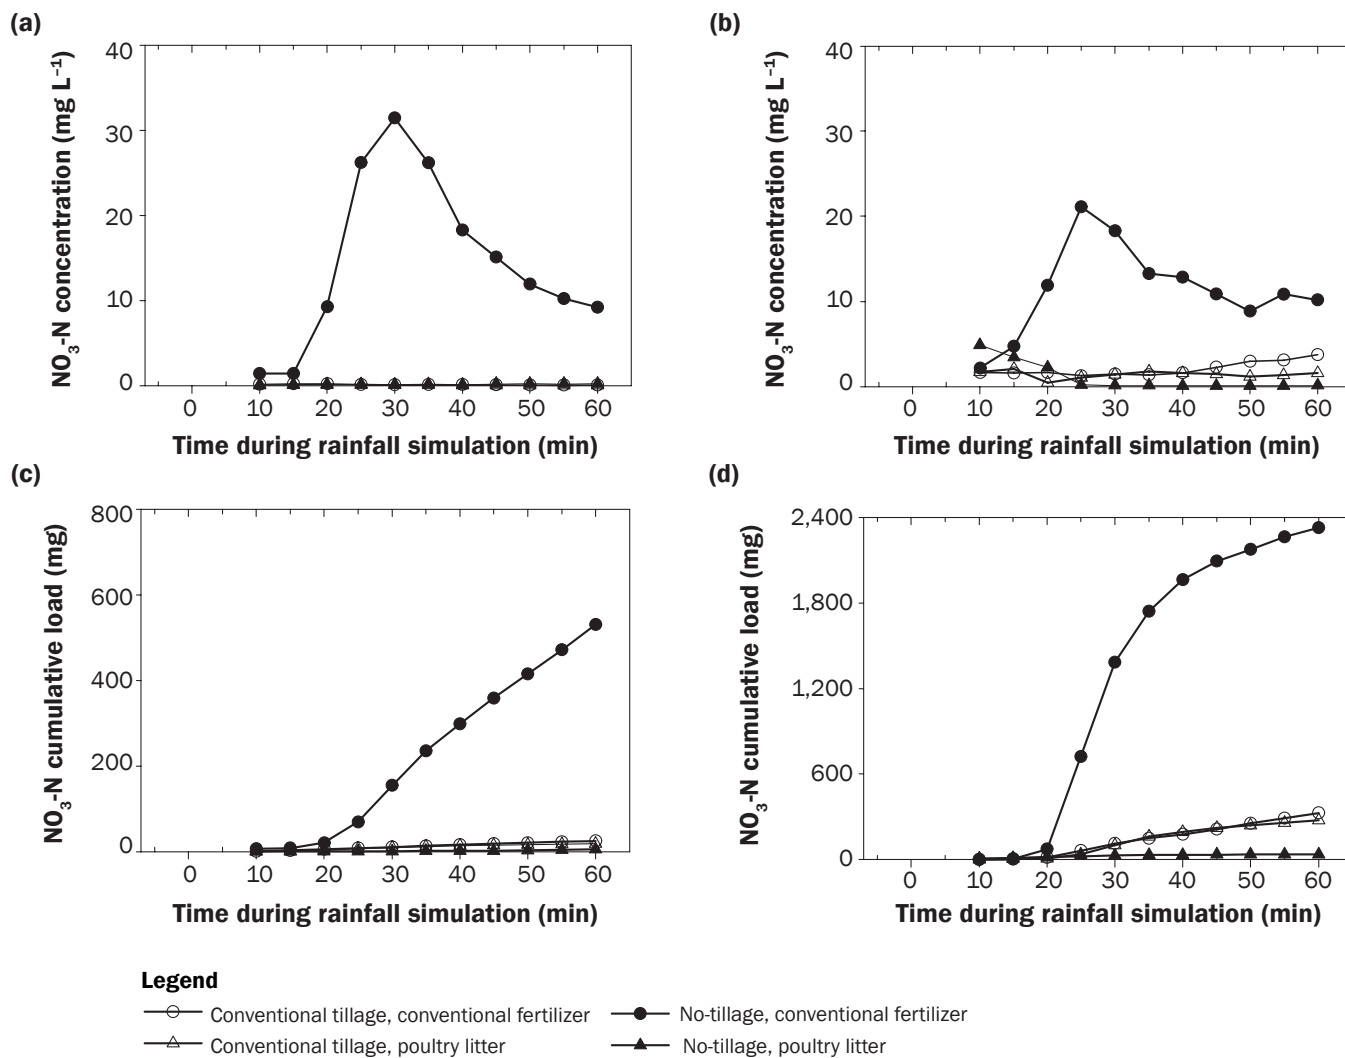 (a)
NO₃-N concentration (mg L⁻¹)
40
30
20
10
0
0 10 20 30 40 50 60
Time during rainfall simulation (min)
(b)
NO₃-N concentration (mg L⁻¹)
40
30
20
10
0
0 10 20 30 40 50 60
Time during rainfall simulation (min)
(c)
NO₃-N cumulative load (mg)
800
600
400
200
0
0 10 20 30 40 50 60
Time during rainfall simulation (min)
(d)
NO₃-N cumulative load (mg)
2,400
1,800
1,200
600
0
0 10 20 30 40 50 60
Time during rainfall simulation (min)
Legend
Conventional tillage, conventional fertilizer
No-tillage, conventional fertilizer
Conventional tillage, poultry litter
No-tillage, poultry litter